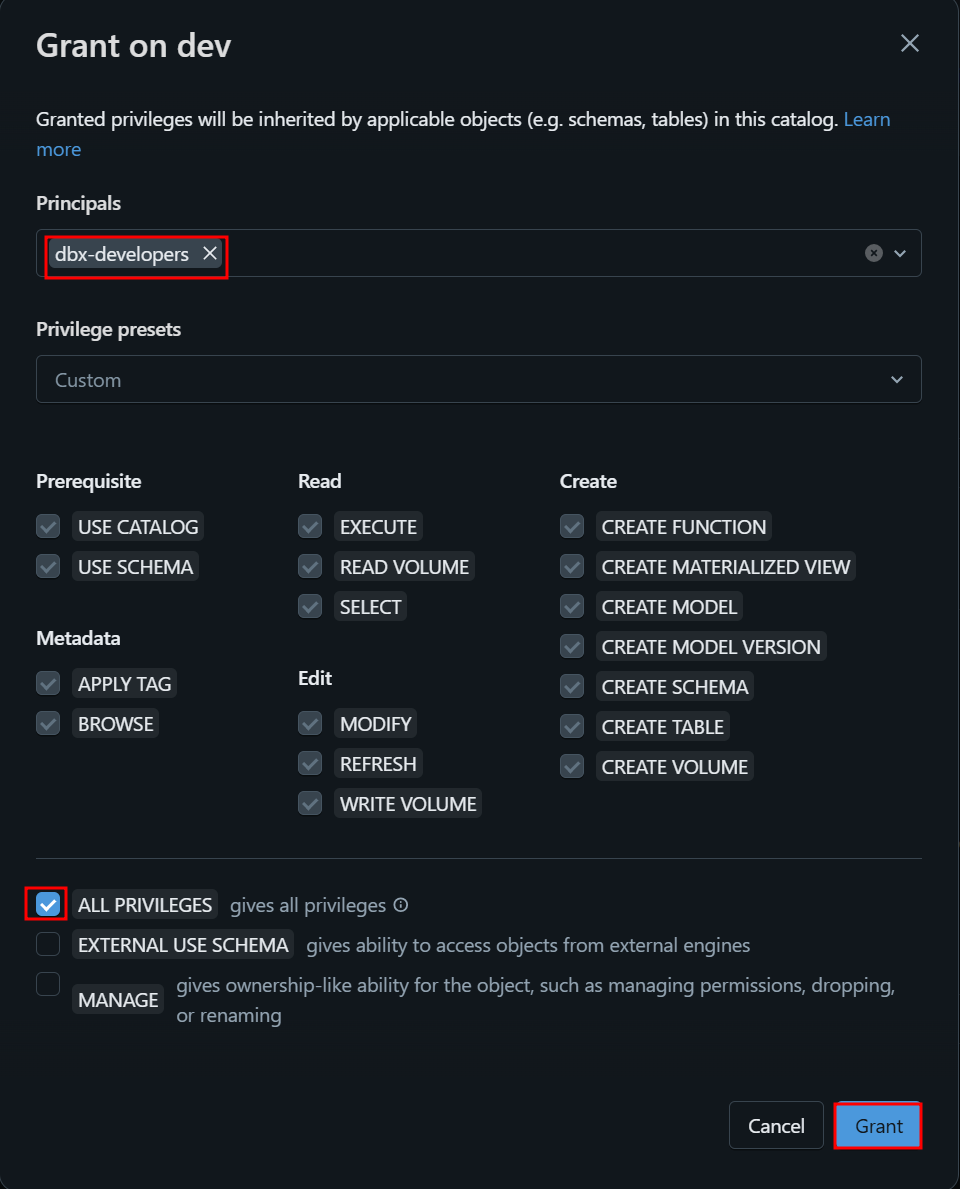 Grant on dev
Granted privileges will be inherited by applicable objects (e.g. schemas, tables) in this catalog. Learn
more
Principals
dbx-developers
Privilege presets
Custom
Prerequisite
USE CATALOG
USE SCHEMA
Metadata
APPLY TAG
BROWSE
Read
EXECUTE
READ VOLUME
SELECT
Edit
MODIFY
REFRESH
WRITE VOLUME
Create
CREATE FUNCTION
CREATE MATERIALIZED VIEW
CREATE MODEL
CREATE MODEL VERSION
CREATE SCHEMA
CREATE TABLE
CREATE VOLUME
ALL PRIVILEGES gives all privileges
EXTERNAL USE SCHEMA gives ability to access objects from external engines
MANAGE gives ownership-like ability for the object, such as managing permissions, dropping,
or renaming
Cancel Grant